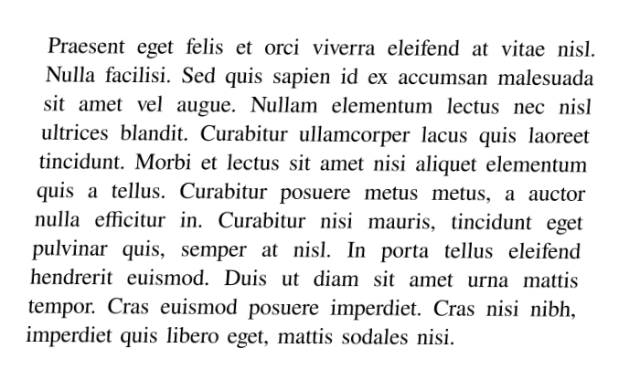 Praesent eget felis et orci viverra eleifend at vitae nisl.
Nulla facilisi. Sed quis sapien id ex accumsan malesuada
sit amet vel augue. Nullam elementum lectus nec nisl
ultrices blandit. Curabitur ullamcorper lacus quis laoreet
tincidunt. Morbi et lectus sit amet nisi aliquet elementum
quis a tellus. Curabitur posuere metus metus, a auctor
nulla efficitur in. Curabitur nisi mauris, tincidunt eget
pulvinar quis, semper at nisl. In porta tellus eleifend
hendrerit euismod. Duis ut diam sit amet urna mattis
tempor. Cras euismod posuere imperdiet. Cras nisi nibh,
imperdiet quis libero eget, mattis sodales nisi.